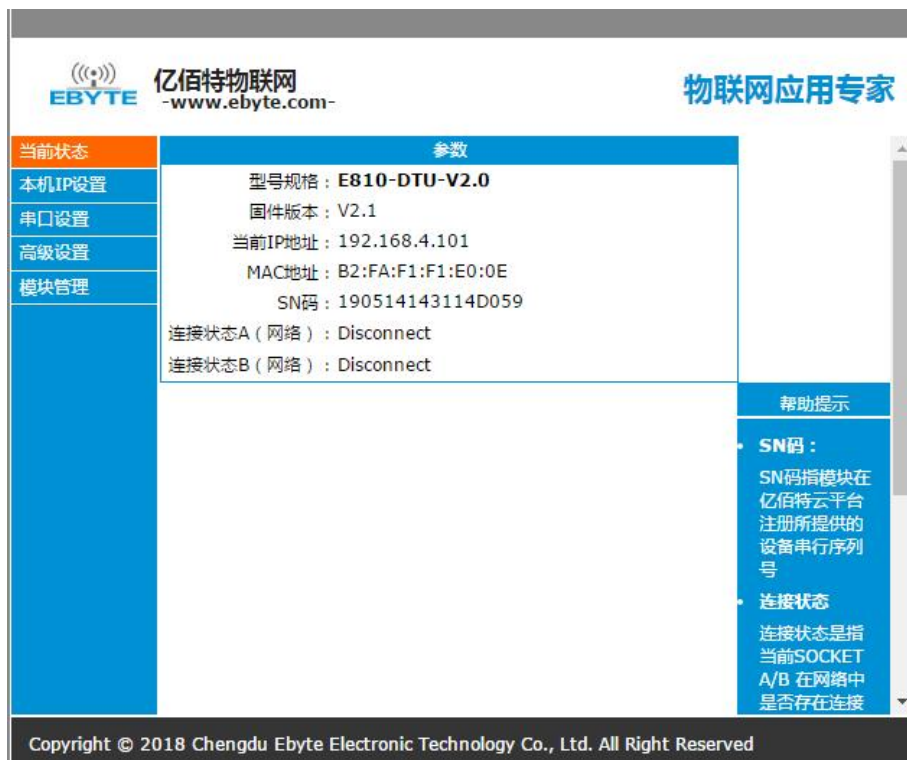 EBYTE
亿佰特物联网
-www.ebyte.com-
物联网应用专家
当前状态
本机IP设置
串口设置
高级设置
模块管理
参数
型号规格：E810-DTU-V2.0
固件版本：V2.1
当前IP地址：192.168.4.101
MAC地址：B2:FA:F1:F1:E0:0E
SN码：190514143114D059
连接状态A（网络）：Disconnect
连接状态B（网络）：Disconnect
帮助提示
SN码：
SN码指模块在
亿佰特云平台
注册所提供的
设备串行序列
号
连接状态
连接状态是指
当前SOCKET
A/B 在网络中
是否存在连接
Copyright © 2018 Chengdu Ebyte Electronic Technology Co., Ltd. All Right Reserved